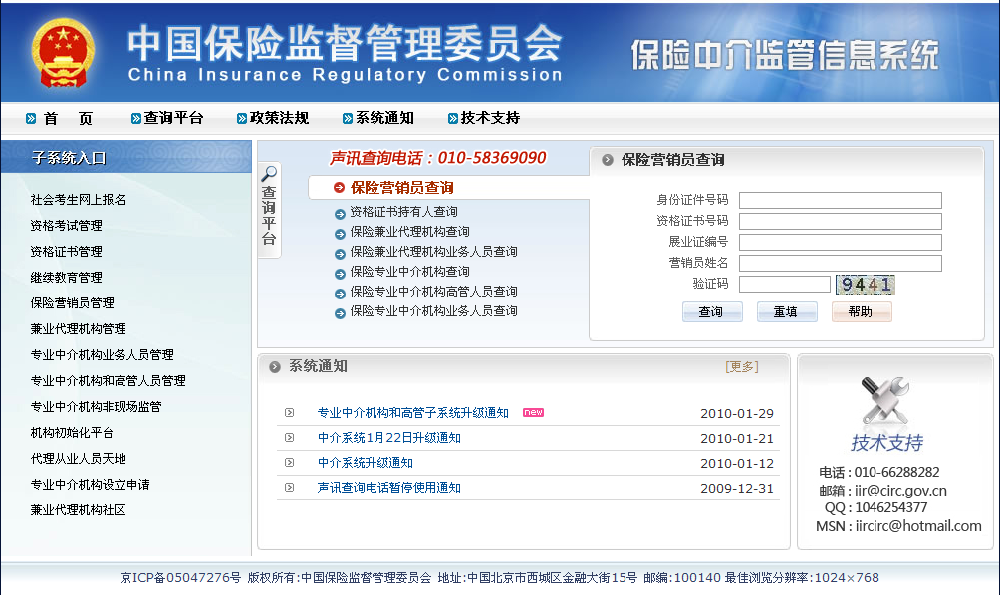 中国保险监督管理委员会
China Insurance Regulatory Commission
保险中介监管信息系统
首 页 查询平台 政策法规 系统通知 技术支持
子系统入口
社会考生网上报名
资格考试管理
资格证书管理
继续教育管理
保险营销员管理
兼业代理机构管理
专业中介机构业务人员管理
专业中介机构和高管人员管理
专业中介机构非现场监管
机构初始化平台
代理从业人员天地
专业中介机构设立申请
兼业代理机构社区
查询平台
声讯查询电话：010-58369090
保险营销员查询
资格证书持有人查询
保险兼业代理机构查询
保险兼业代理机构业务人员查询
保险专业中介机构查询
保险专业中介机构高管人员查询
保险专业中介机构业务人员查询
保险营销员查询
身份证件号码
资格证书号码
展业证编号
营销员姓名
验证码 9441
查询 重填 帮助
系统通知 [更多]
专业中介机构和高管子系统升级通知 new 2010-01-29
中介系统1月22日升级通知 2010-01-21
中介系统升级通知 2010-01-12
声讯查询电话暂停使用通知 2009-12-31
技术支持
电话 : 010-66288282
邮箱 : iir@circ.gov.cn
QQ : 1046254377
MSN : iircirc@hotmail.com
京ICP备05047276号 版权所有:中国保险监督管理委员会 地址:中国北京市西城区金融大街15号 邮编:100140 最佳浏览分辨率:1024×768